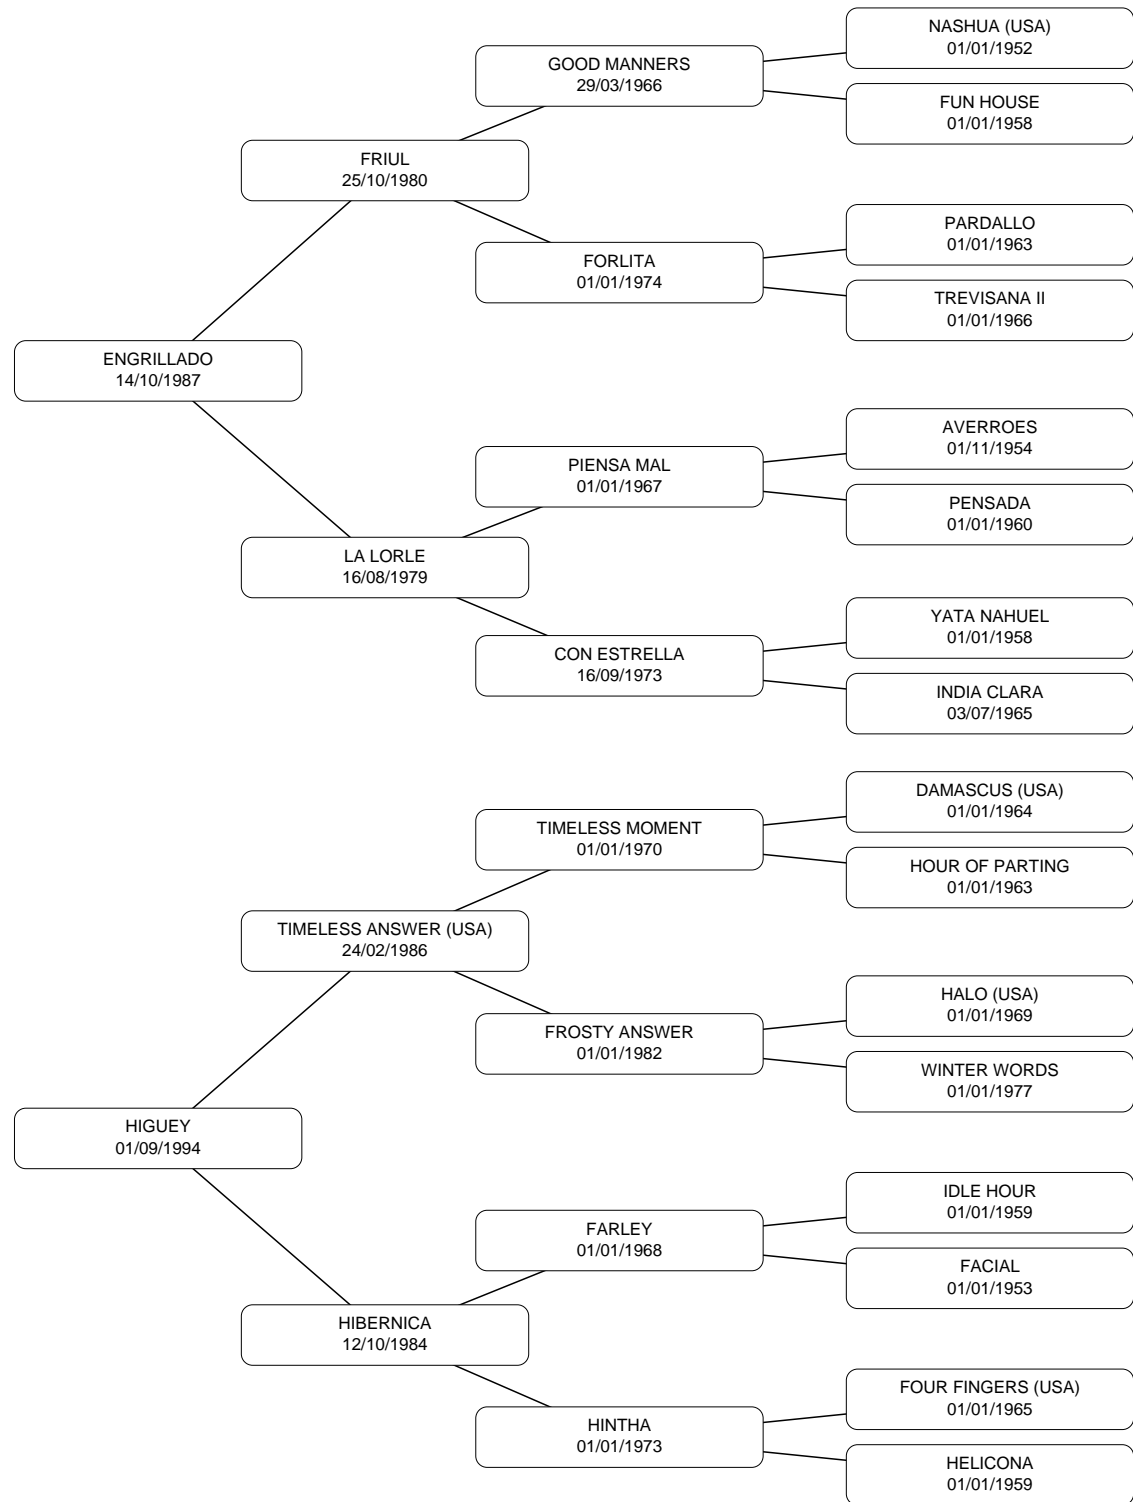 NASHUA (USA)
01/01/1952
GOOD MANNERS
29/03/1966
FUN HOUSE
01/01/1958
FRIUL
25/10/1980
PARDALLO
01/01/1963
FORLITA
01/01/1974
TREVISANA II
01/01/1966
ENGRILLADO
14/10/1987
AVERROES
01/11/1954
PIENSA MAL
01/01/1967
PENSADA
01/01/1960
LA LORLE
16/08/1979
YATA NAHUEL
01/01/1958
CON ESTRELLA
16/09/1973
INDIA CLARA
03/07/1965
DAMASCUS (USA)
01/01/1964
TIMELESS MOMENT
01/01/1970
HOUR OF PARTING
01/01/1963
TIMELESS ANSWER (USA)
24/02/1986
HALO (USA)
01/01/1969
FROSTY ANSWER
01/01/1982
WINTER WORDS
01/01/1977
HIGUEY
01/09/1994
IDLE HOUR
01/01/1959
FARLEY
01/01/1968
FACIAL
01/01/1953
HIBERNICA
12/10/1984
FOUR FINGERS (USA)
01/01/1965
HINTHA
01/01/1973
HELICONA
01/01/1959